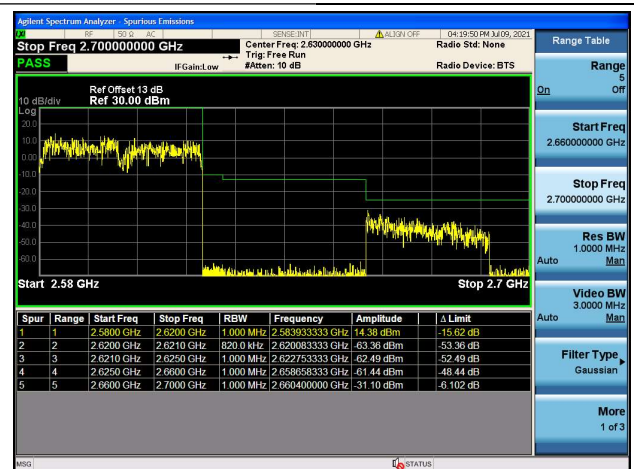 Agilent Spectrum Analyzer - Spurious Emissions
RF 50 Ω AC SENSE:INT ALIGN OFF 04:19:50 PM Jul 09, 2021
Stop Freq 2.700000000 GHz
Center Freq: 2.630000000 GHz
Radio Std: None
PASS
IFGain:Low
Trig: Free Run
#Atten: 10 dB
Radio Device: BTS
Ref Offset 13 dB
10 dB/div Ref 30.00 dBm
Log
20.0
10.0
0.00
-10.0
-20.0
-30.0
-40.0
-50.0
-60.0
Start 2.58 GHz Stop 2.7 GHz
Spur Range Start Freq Stop Freq RBW Frequency Amplitude Δ Limit
1 1 2.5800 GHz 2.6200 GHz 1.000 MHz 2.583933333 GHz 14.38 dBm -15.62 dB
2 2 2.6200 GHz 2.6210 GHz 820.0 kHz 2.620083333 GHz -63.36 dBm -53.36 dB
3 3 2.6210 GHz 2.6250 GHz 1.000 MHz 2.622753333 GHz -62.49 dBm -52.49 dB
4 4 2.6250 GHz 2.6600 GHz 1.000 MHz 2.658658333 GHz -61.44 dBm -48.44 dB
5 5 2.6600 GHz 2.7000 GHz 1.000 MHz 2.660400000 GHz -31.10 dBm -6.102 dB
MSG STATUS
Range Table
Range
5
On Off
Start Freq
2.660000000 GHz
Stop Freq
2.700000000 GHz
Res BW
1.0000 MHz
Auto Man
Video BW
3.0000 MHz
Auto Man
Filter Type
Gaussian
More
1 of 3